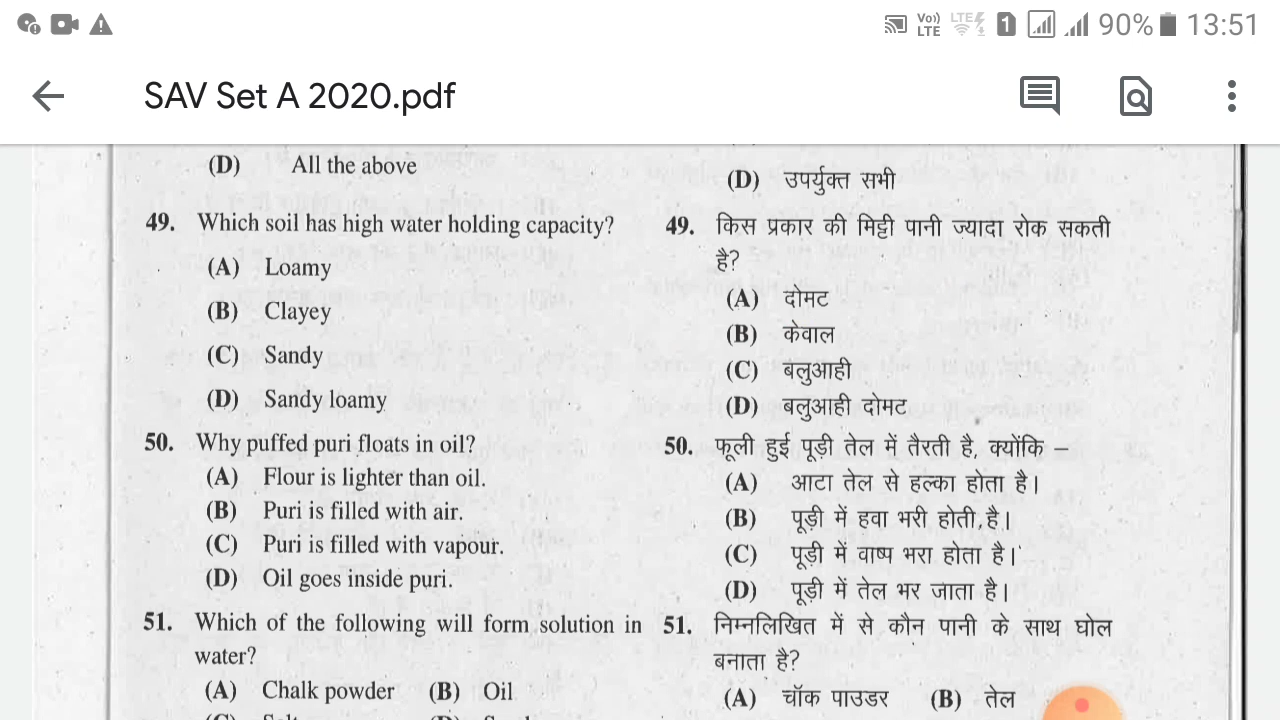 Vo)) LTE LTE 1 90% 13:51
SAV Set A 2020.pdf
(D) All the above
49. Which soil has high water holding capacity?
(A) Loamy
(B) Clayey
(C) Sandy
(D) Sandy loamy
50. Why puffed puri floats in oil?
(A) Flour is lighter than oil.
(B) Puri is filled with air.
(C) Puri is filled with vapour.
(D) Oil goes inside puri.
51. Which of the following will form solution in
water?
(A) Chalk powder (B) Oil
(D) उपर्युक्त सभी
49. किस प्रकार की मिट्टी पानी ज्यादा रोक सकती
है?
(A) दोमट
(B) केवाल
(C) बलुआही
(D) बलुआही दोमट
50. फूली हुई पूड़ी तेल में तैरती है, क्योंकि –
(A) आटा तेल से हल्का होता है।
(B) पूड़ी में हवा भरी होती है।
(C) पूड़ी में वाष्प भरा होता है।
(D) पूड़ी में तेल भर जाता है।
51. निम्नलिखित में से कौन पानी के साथ घोल
बनाता है?
(A) चॉक पाउडर (B) तेल